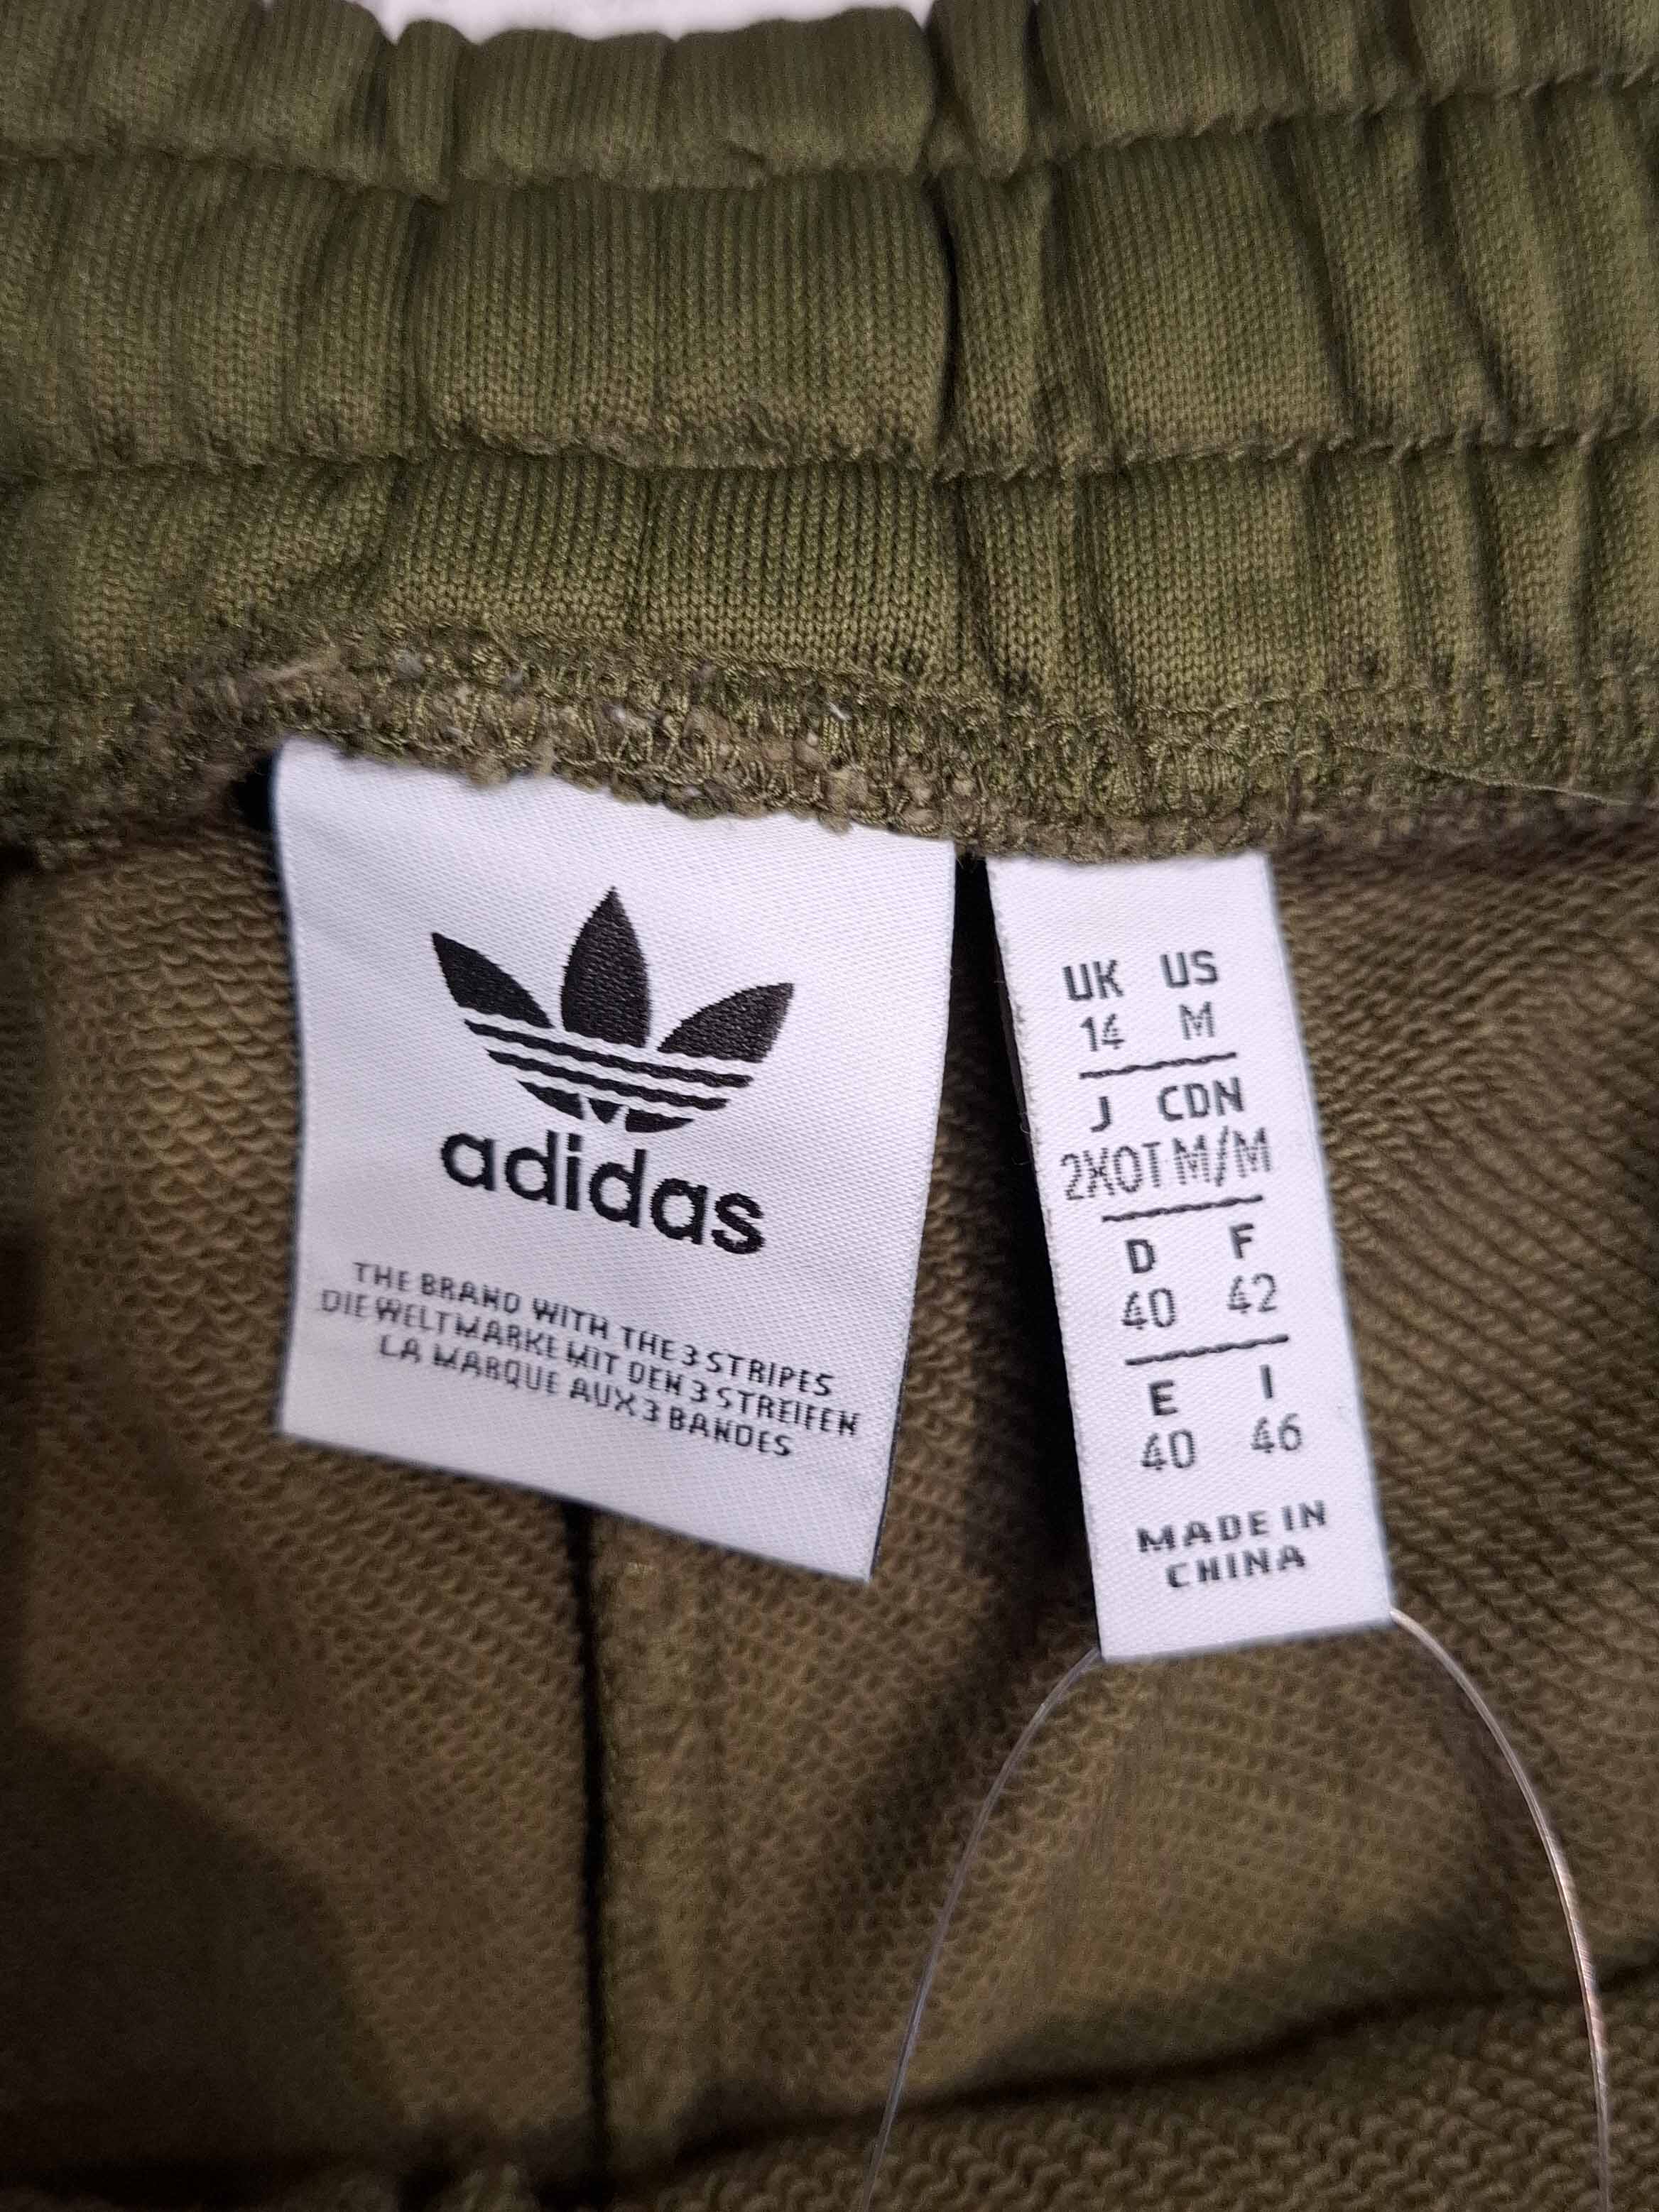 adidas
THE BRAND WITH THE 3 STRIPES
DIE WELTMARKE MIT DEN 3 STREIFEN
LA MARQUE AUX 3 BANDES
UK US
14 M
J CDN
2XOT M/M
D F
40 42
E I
40 46
MADE IN
CHINA